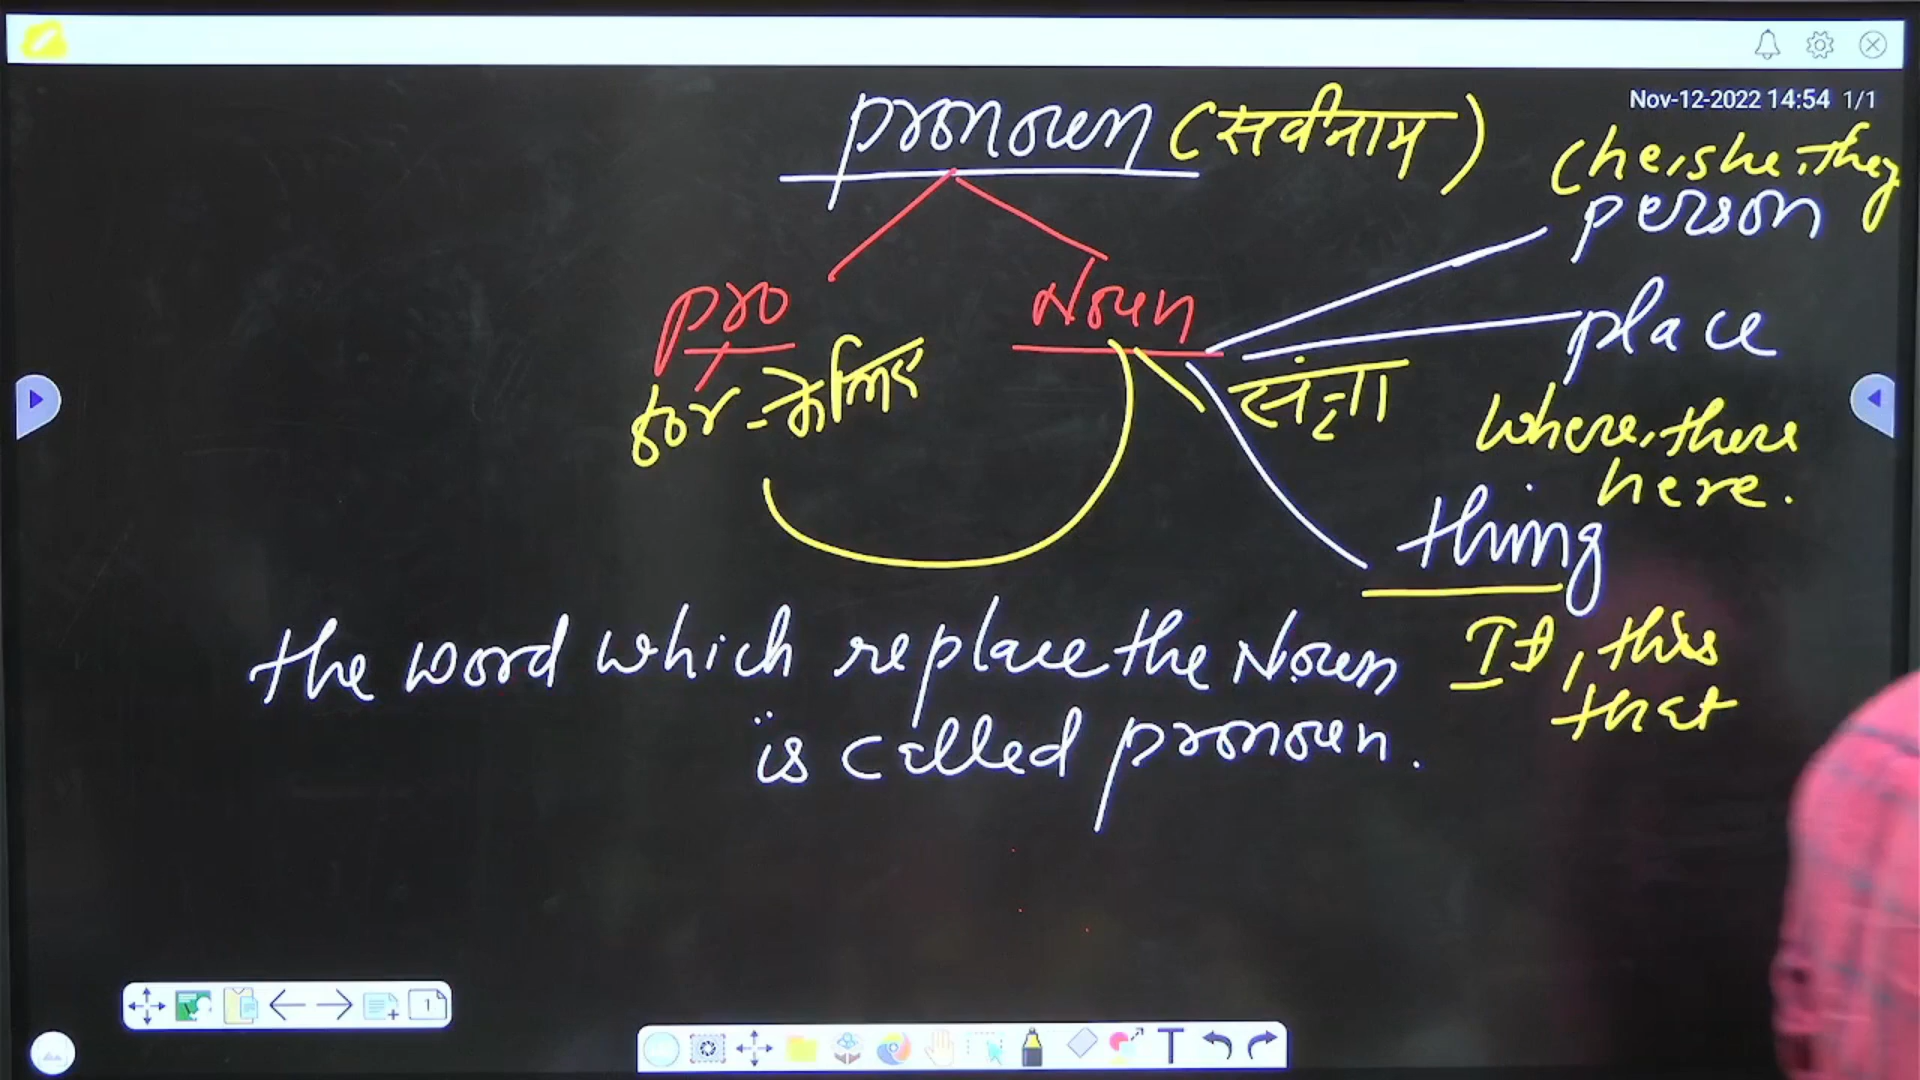 Nov-12-2022 14:54 1/1
pronoun (सर्वनाम)
(he, she, they
person
pro
Noun
place
for - के लिए
संज्ञा
where, there
here.
thing
the word which replace the Noun
It, this
that
is called pronoun.
1
T